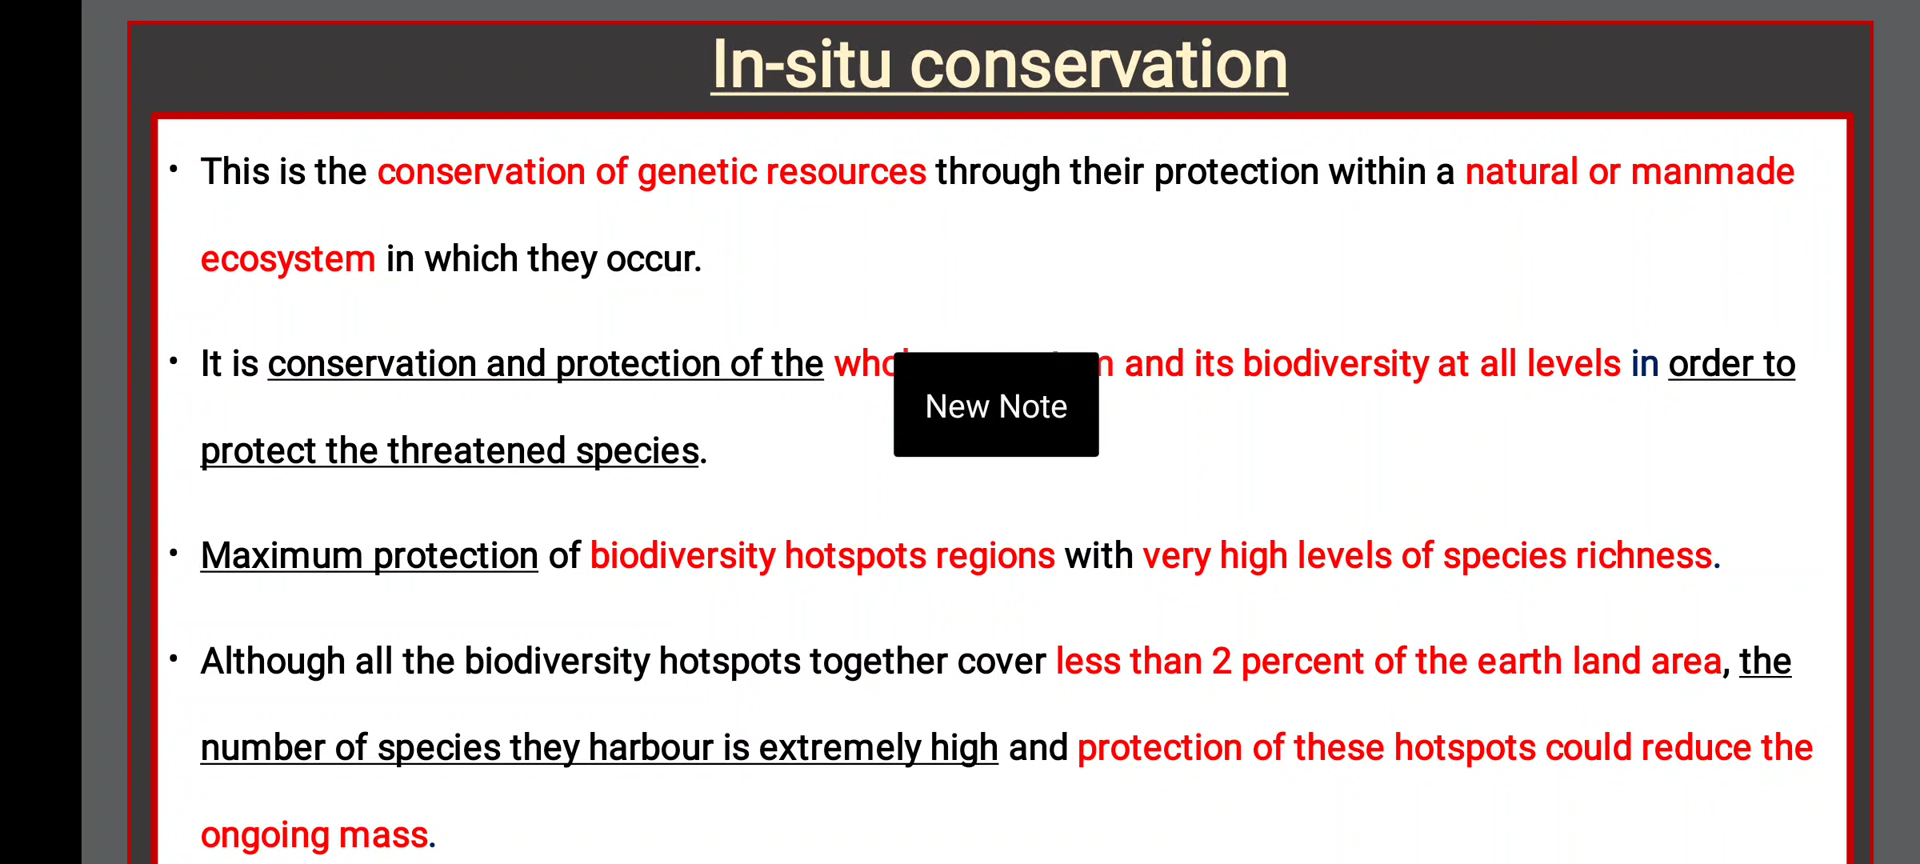 In-situ conservation
• This is the conservation of genetic resources through their protection within a natural or manmade
ecosystem in which they occur.
• It is conservation and protection of the and its biodiversity at all levels in order to
New Note
protect the threatened species.
• Maximum protection of biodiversity hotspots regions with very high levels of species richness.
• Although all the biodiversity hotspots together cover less than 2 percent of the earth land area, the
number of species they harbour is extremely high and protection of these hotspots could reduce the
ongoing mass.